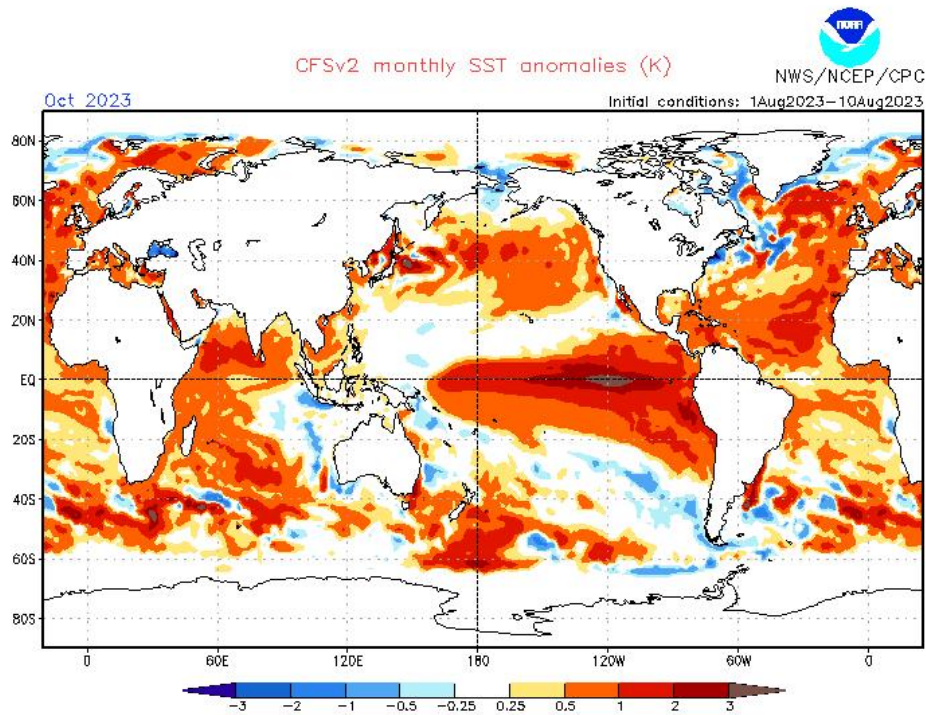 NOAA
CFSv2 monthly SST anomalies (K)
NWS/NCEP/CPC
Oct 2023
Initial conditions: 1Aug2023-10Aug2023
80N
60N
40N
20N
EQ
20S
40S
60S
80S
0 60E 120E 180 120W 60W 0
-3 -2 -1 -0.5 -0.25 0.25 0.5 1 2 3